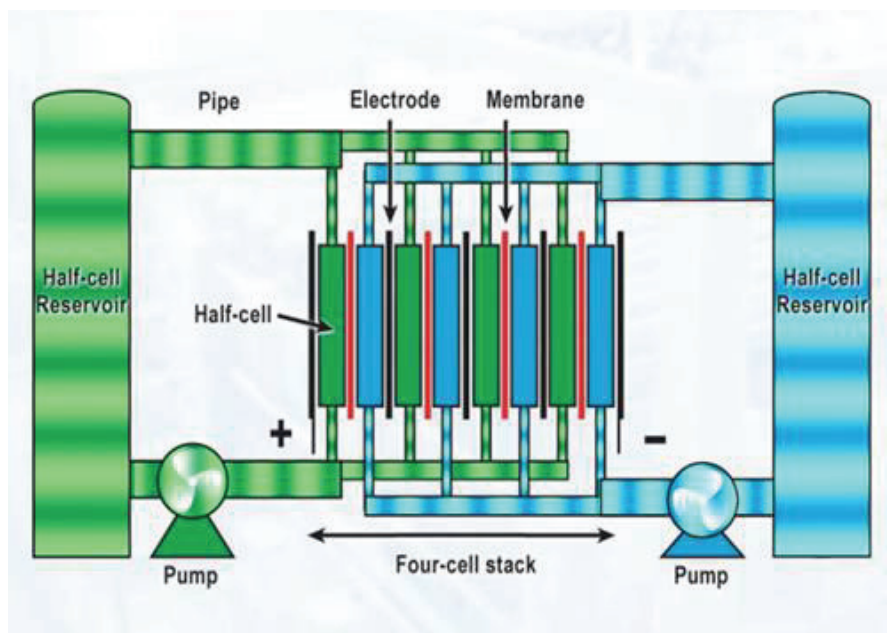 Pipe
Electrode
Membrane
Half-cell
Reservoir
Half-cell
Reservoir
Half-cell
+
-
Four-cell stack
Pump
Pump